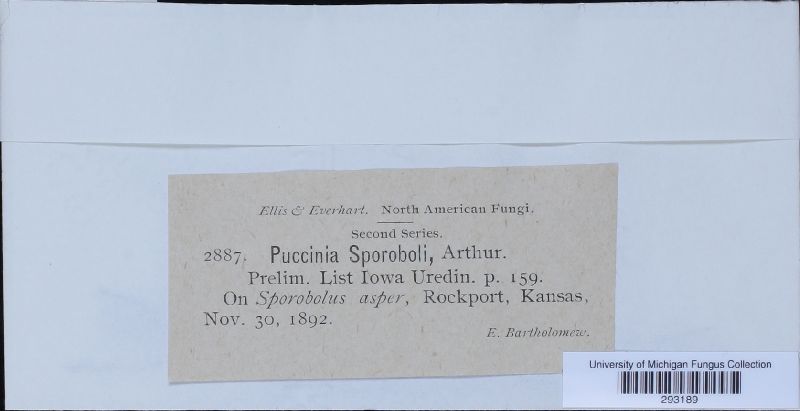 Ellis & Everhart. North American Fungi.
Second Series.
2887. Puccinia Sporoboli, Arthur.
Prelim. List Iowa Uredin. p. 159.
On Sporobolus asper, Rockport, Kansas,
Nov. 30, 1892.
E. Bartholomew.
University of Michigan Fungus Collection
293189